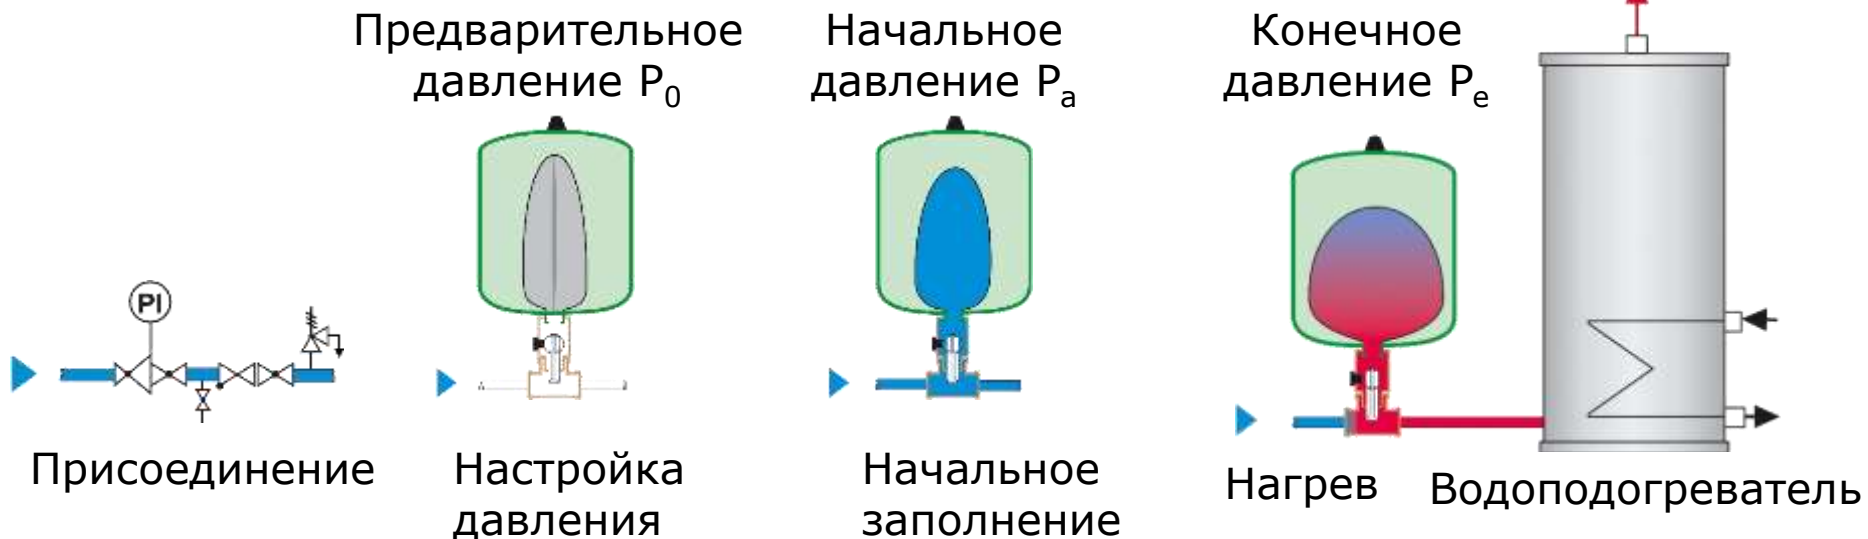 Предварительное
давление P₀
Начальное
давление Pₐ
Конечное
давление Pₑ
PI
Присоединение
Настройка
давления
Начальное
заполнение
Нагрев
Водоподогреватель